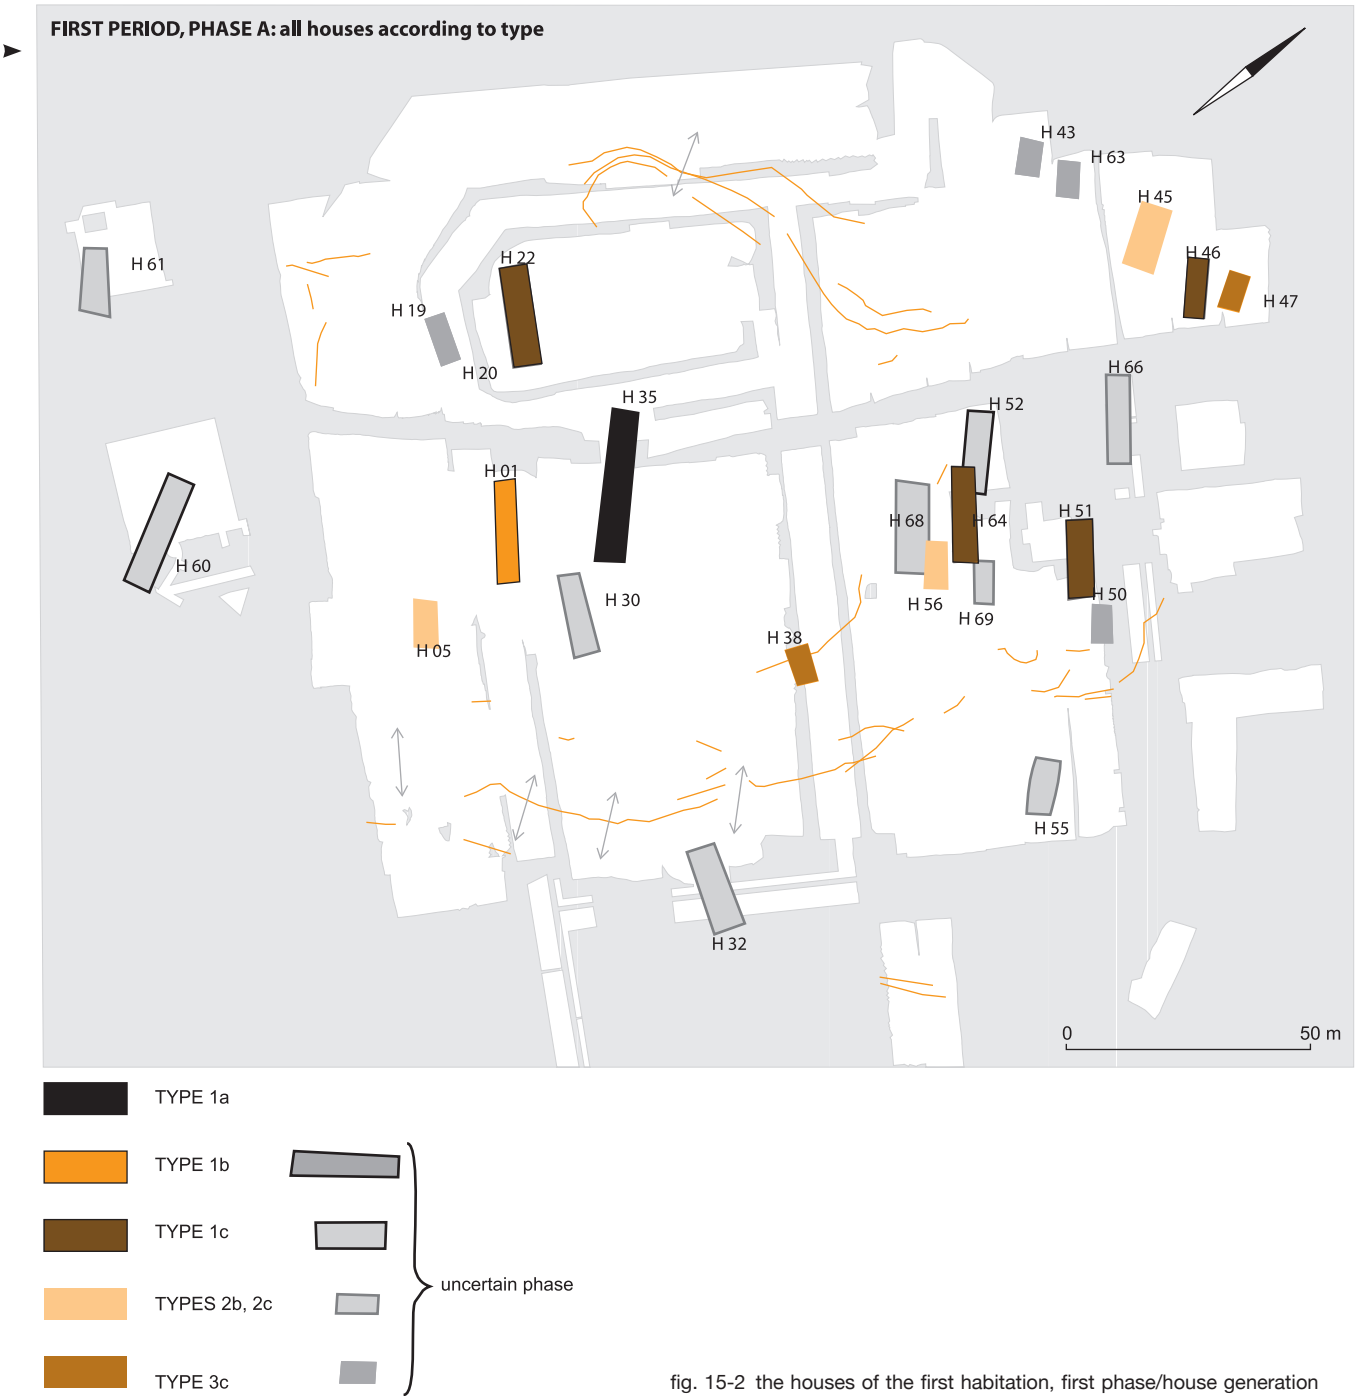 FIRST PERIOD, PHASE A: all houses according to type
H 43
H 63
H 45
H 61
H 22
H 46
H 19
H 47
H 20
H 66
H 35
H 52
H 01
H 68
H 64
H 51
H 60
H 30
H 56
H 50
H 69
H 38
H 05
H 55
H 32
0 50 m
TYPE 1a
TYPE 1b
TYPE 1c
uncertain phase
TYPES 2b, 2c
TYPE 3c
fig. 15-2 the houses of the first habitation, first phase/house generation